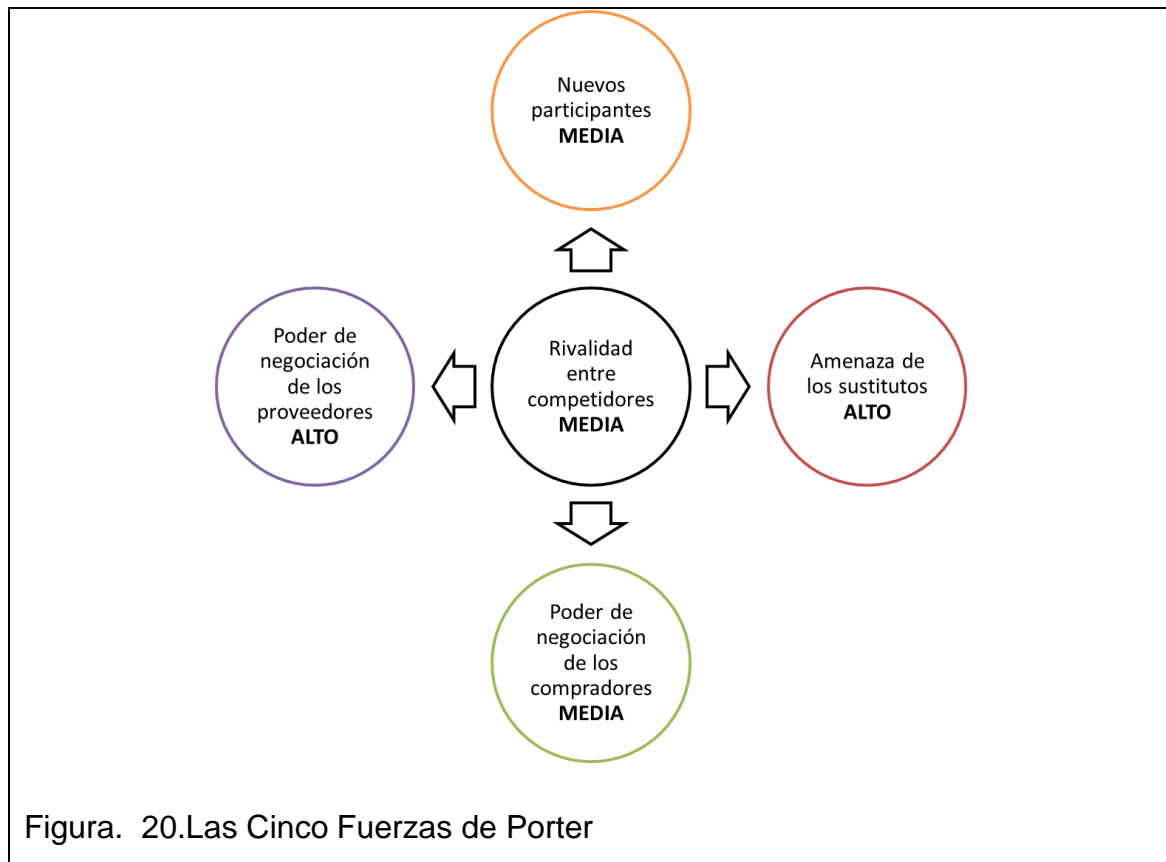 Nuevos
participantes
MEDIA
Poder de
negociación
de los
proveedores
ALTO
Rivalidad
entre
competidores
MEDIA
Amenaza de
los sustitutos
ALTO
Poder de
negociación
de los
compradores
MEDIA
Figura.  20.Las Cinco Fuerzas de Porter